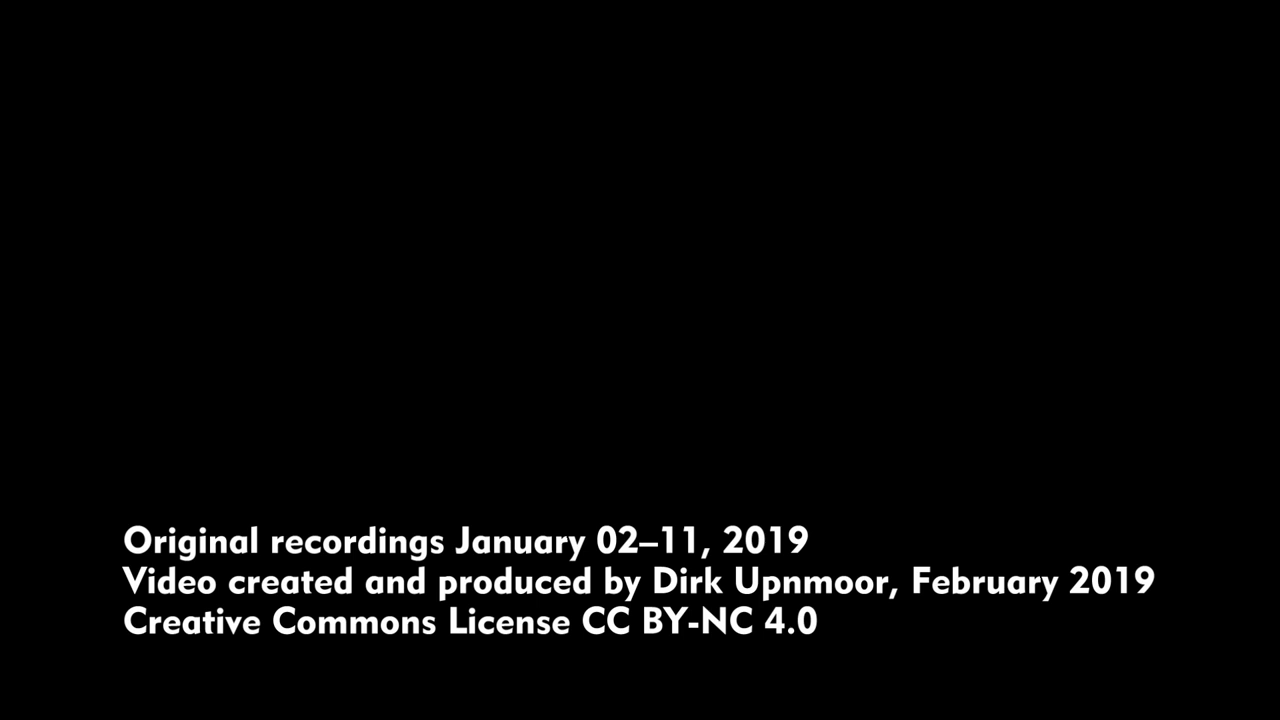 Original recordings January 02–11, 2019
Video created and produced by Dirk Upnmoor, February 2019
Creative Commons License CC BY-NC 4.0